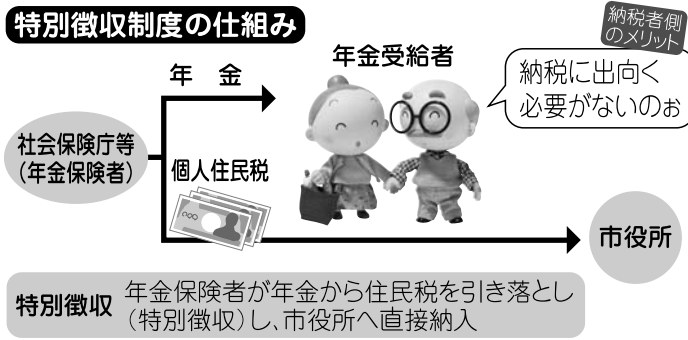 特別徴収制度の仕組み
納税者側
のメリット
年金受給者
納税に出向く
必要がないのぉ
年 金
社会保険庁等
（年金保険者）
個人住民税
市役所
特別徴収 年金保険者が年金から住民税を引き落とし
（特別徴収）し、市役所へ直接納入